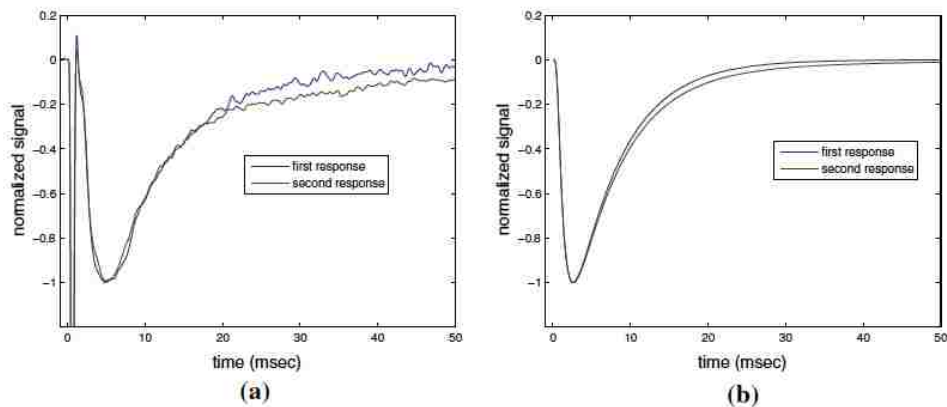 0.2
0
−0.2
−0.4
−0.6
−0.8
−1
normalized signal
first response
second response
0 10 20 30 40 50
time (msec)
(a)
0.2
0
−0.2
−0.4
−0.6
−0.8
−1
normalized signal
first response
second response
0 10 20 30 40 50
time (msec)
(b)